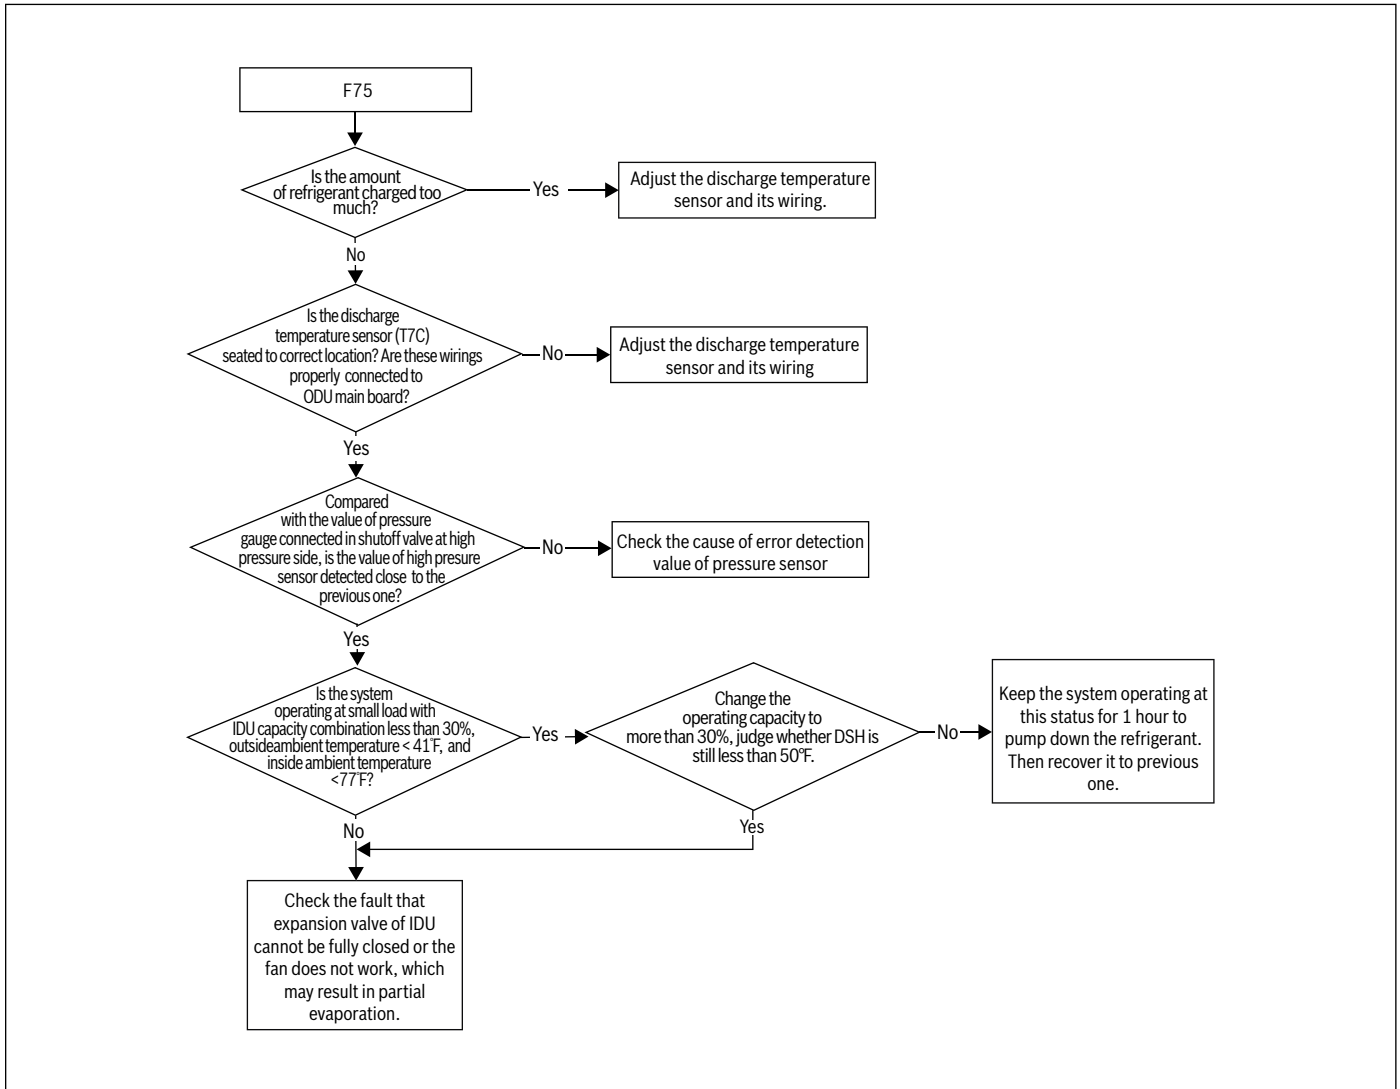 F75
Is the amount
of refrigerant charged too
much?
Yes
Adjust the discharge temperature
sensor and its wiring.
No
Is the discharge
temperature sensor (T7C)
seated to correct location? Are these wirings
properly connected to
ODU main board?
No
Adjust the discharge temperature
sensor and its wiring
Yes
Compared
with the value of pressure
gauge connected in shutoff valve at high
pressure side, is the value of high presure
sensor detected close to the
previous one?
No
Check the cause of error detection
value of pressure sensor
Yes
Is the system
operating at small load with
IDU capacity combination less than 30%,
outsideambient temperature < 41°F, and
inside ambient temperature
<77°F?
Yes
Change the
operating capacity to
more than 30%, judge whether DSH is
still less than 50°F.
No
Keep the system operating at
this status for 1 hour to
pump down the refrigerant.
Then recover it to previous
one.
No
Yes
Check the fault that
expansion valve of IDU
cannot be fully closed or the
fan does not work, which
may result in partial
evaporation.